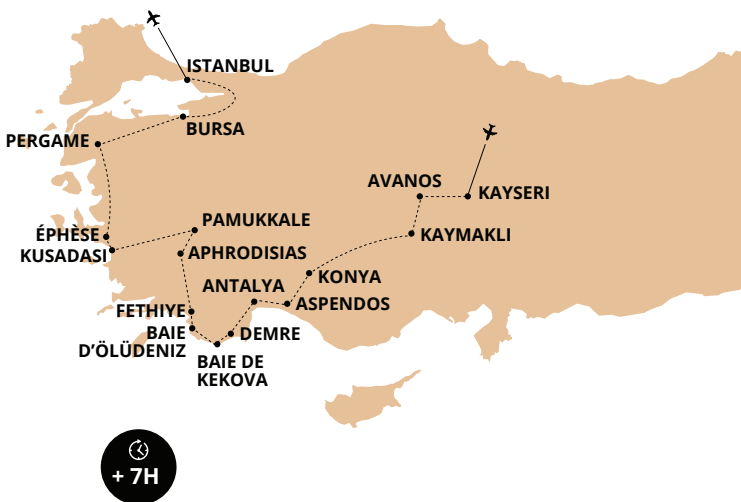 ISTANBUL
BURSA
PERGAME
AVANOS
KAYSERI
PAMUKKALE
ÉPHÈSE
KUSADASI
KAYMAKLI
APHRODISIAS
KONYA
ANTALYA
ASPENDOS
FETHIYE
BAIE
D'ÖLÜDENIZ
DEMRE
BAIE DE
KEKOVA
+ 7H